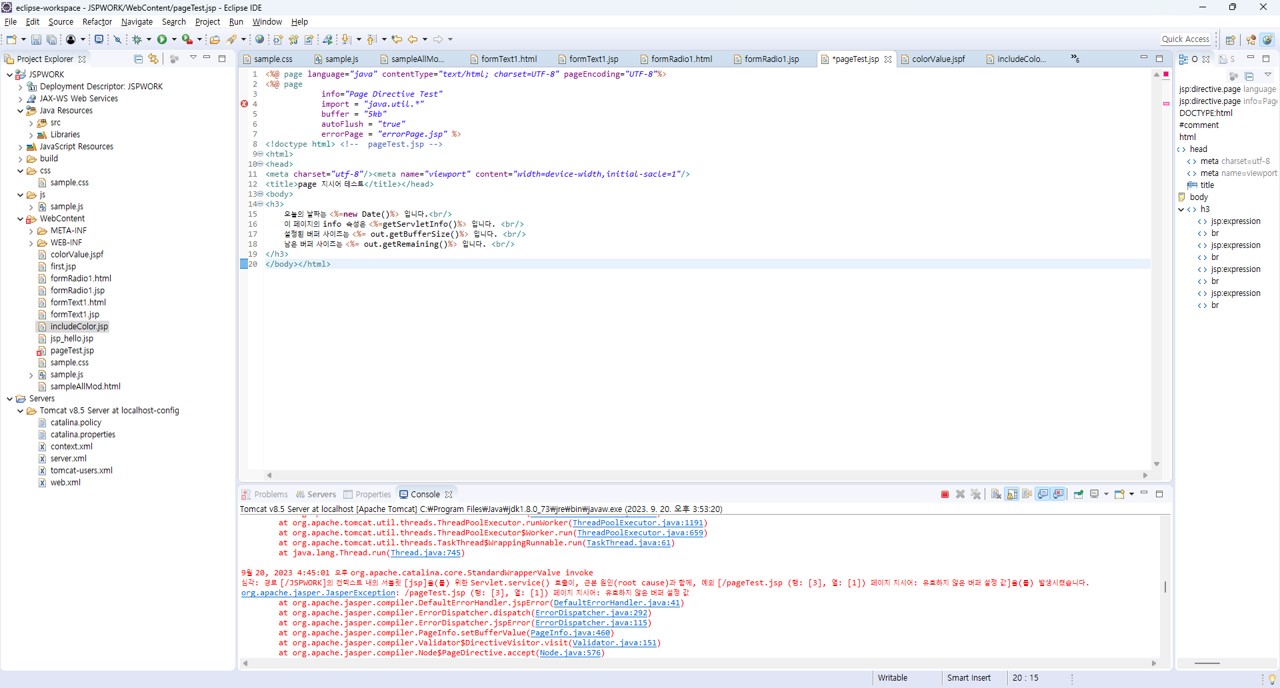 eclipse-workspace - JSPWORK/WebContent/pageTest.jsp - Eclipse IDE
File Edit Source Refactor Navigate Search Project Run Window Help
Quick Access
Project Explorer
JSPWORK
Deployment Descriptor: JSPWORK
JAX-WS Web Services
Java Resources
src
Libraries
JavaScript Resources
build
css
sample.css
js
sample.js
WebContent
META-INF
WEB-INF
colorValue.jspf
first.jsp
formRadio1.html
formRadio1.jsp
formText1.html
formText1.jsp
includeColor.jsp
jsp_hello.jsp
pageTest.jsp
sample.css
sample.js
sampleAllMod.html
Servers
Tomcat v8.5 Server at localhost-config
catalina.policy
catalina.properties
context.xml
server.xml
tomcat-users.xml
web.xml
sample.css sample.js sampleAllMo... formText1.html formText1.jsp formRadio1.html formRadio1.jsp *pageTest.jsp colorValue.jspf includeColo... »5
1 <%@ page language="java" contentType="text/html; charset=UTF-8" pageEncoding="UTF-8"%>
2 <%@ page
3 info="Page Directive Test"
4 import = "java.util.*"
5 buffer = "5kb"
6 autoFlush = "true"
7 errorPage = "errorPage.jsp" %>
8 <!doctype html> <!-- pageTest.jsp -->
9 <html>
10 <head>
11 <meta charset="utf-8"/><meta name="viewport" content="width=device-width,initial-sacle=1"/>
12 <title>page 지시어 테스트</title></head>
13 <body>
14 <h3>
15 오늘의 날짜는 <%=new Date()%> 입니다.<br/>
16 이 페이지의 info 속성은 <%=getServletInfo()%> 입니다. <br/>
17 설정된 버퍼 사이즈는 <%= out.getBufferSize()%> 입니다. <br/>
18 남은 버퍼 사이즈는 <%= out.getRemaining()%> 입니다. <br/>
19 </h3>
20 </body></html>
O S
jsp:directive.page language
jsp:directive.page info=Page
DOCTYPE:html
#comment
html
head
meta charset=utf-8
meta name=viewport
title
body
h3
jsp:expression
br
jsp:expression
br
jsp:expression
br
jsp:expression
br
Problems Servers Properties Console
Tomcat v8.5 Server at localhost [Apache Tomcat] C:₩Program Files₩Java₩jdk1.8.0_73₩jre₩bin₩javaw.exe (2023. 9. 20. 오후 3:53:20)
at org.apache.tomcat.util.threads.ThreadPoolExecutor.runWorker(ThreadPoolExecutor.java:1191)
at org.apache.tomcat.util.threads.ThreadPoolExecutor$Worker.run(ThreadPoolExecutor.java:659)
at org.apache.tomcat.util.threads.TaskThread$WrappingRunnable.run(TaskThread.java:61)
at java.lang.Thread.run(Thread.java:745)
9월 20, 2023 4:45:01 오후 org.apache.catalina.core.StandardWrapperValve invoke
심각: 경로 [/JSPWORK]의 컨텍스트 내의 서블릿 [jsp]을(를) 위한 Servlet.service() 호출이, 근본 원인(root cause)과 함께, 예외 [/pageTest.jsp (행: [3], 열: [1]) 페이지 지시어: 유효하지 않은 버퍼 설정 값]을(를) 발생시켰습니다.
org.apache.jasper.JasperException: /pageTest.jsp (행: [3], 열: [1]) 페이지 지시어: 유효하지 않은 버퍼 설정 값
at org.apache.jasper.compiler.DefaultErrorHandler.jspError(DefaultErrorHandler.java:41)
at org.apache.jasper.compiler.ErrorDispatcher.dispatch(ErrorDispatcher.java:292)
at org.apache.jasper.compiler.ErrorDispatcher.jspError(ErrorDispatcher.java:115)
at org.apache.jasper.compiler.PageInfo.setBufferValue(PageInfo.java:460)
at org.apache.jasper.compiler.Validator$DirectiveVisitor.visit(Validator.java:151)
at org.apache.jasper.compiler.Node$PageDirective.accept(Node.java:576)
Writable Smart Insert 20 : 15